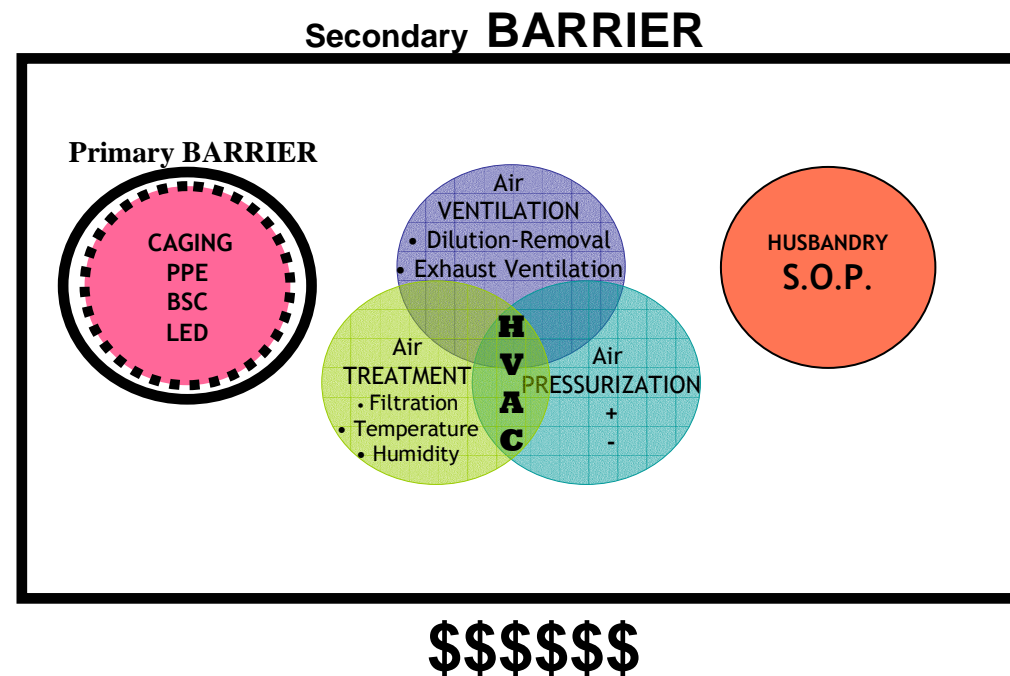 Secondary BARRIER
Primary BARRIER
CAGING
PPE
BSC
LED
Air
VENTILATION
• Dilution-Removal
• Exhaust Ventilation
Air
TREATMENT
• Filtration
• Temperature
• Humidity
H
V
A
C
Air
PRESSURIZATION
+
-
HUSBANDRY
S.O.P.
$$$$$$